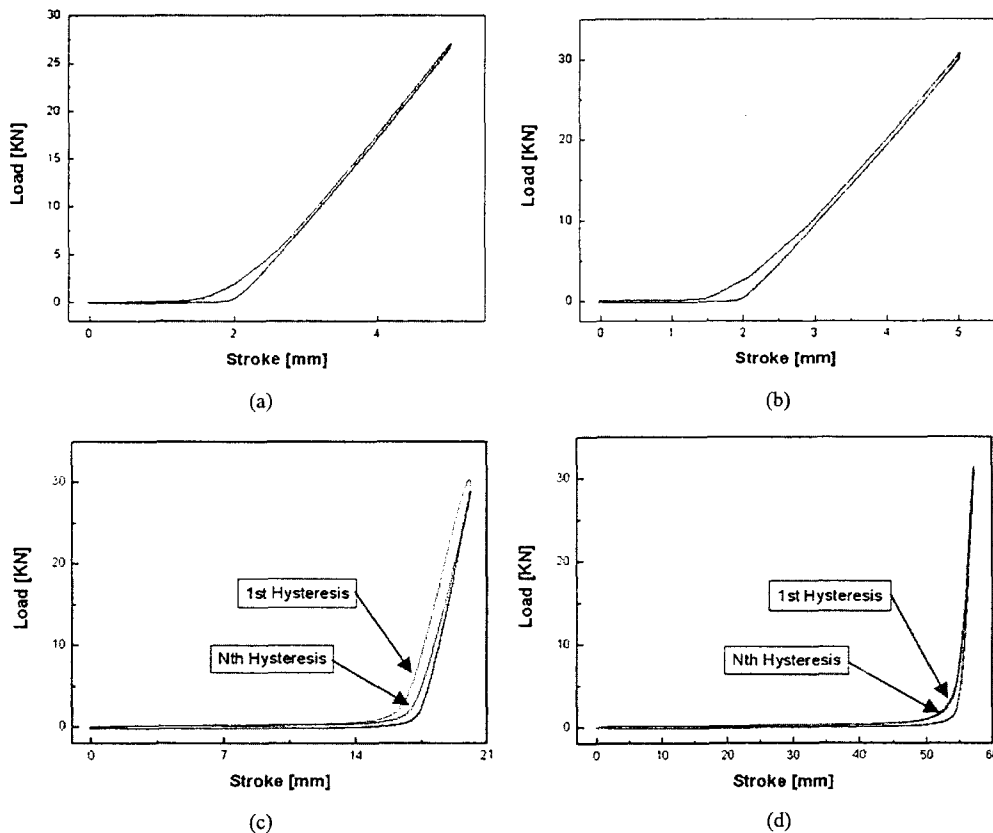 30
25
20
15
10
5
0
Load [KN]
0 2 4
Stroke [mm]
(a)
30
20
10
0
Load [KN]
0 1 2 3 4 5
Stroke [mm]
(b)
30
20
10
0
Load [KN]
1st Hysteresis
Nth Hysteresis
0 7 14 21
Stroke [mm]
(c)
30
20
10
0
Load [KN]
1st Hysteresis
Nth Hysteresis
0 10 20 30 40 50 60
Stroke [mm]
(d)